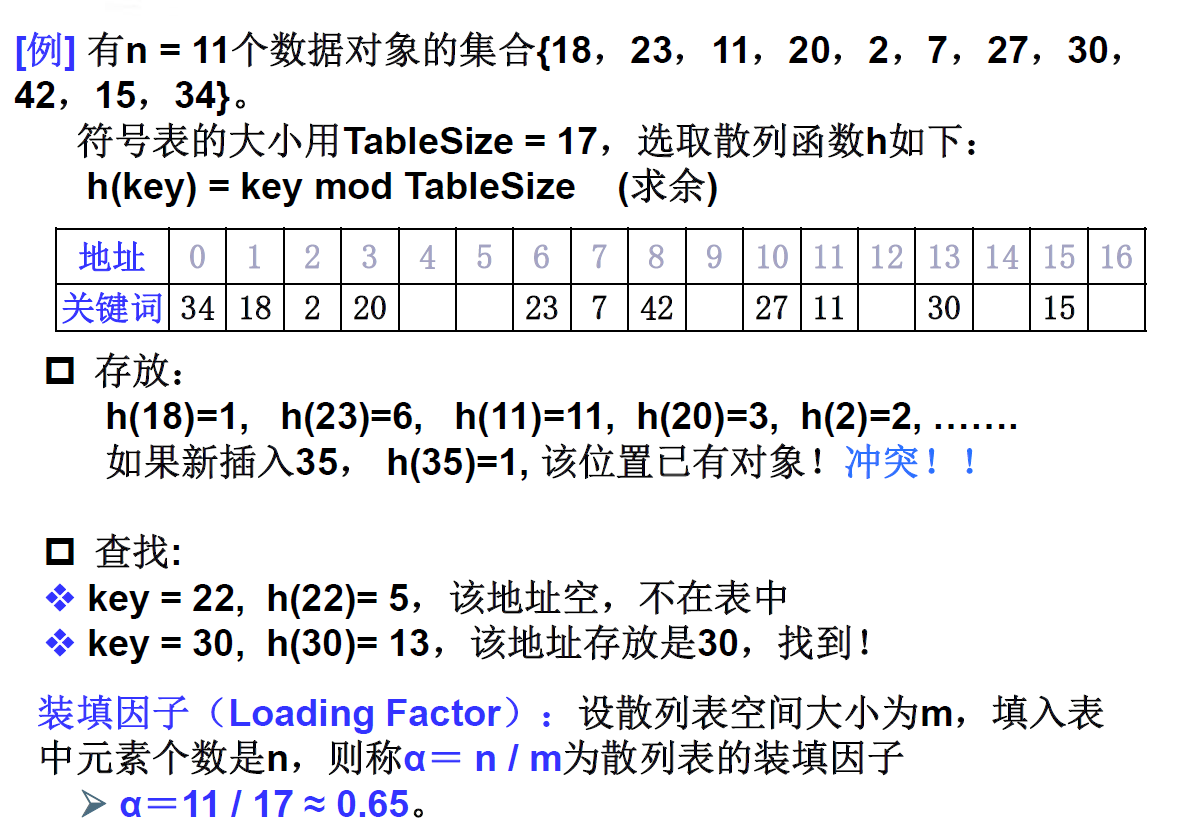 [例] 有n = 11个数据对象的集合{18，23，11，20，2，7，27，30，
42，15，34}。
符号表的大小用TableSize = 17，选取散列函数h如下：
h(key) = key mod TableSize (求余)
地址 0 1 2 3 4 5 6 7 8 9 10 11 12 13 14 15 16
关键词 34 18 2 20 23 7 42 27 11 30 15
存放：
h(18)=1, h(23)=6, h(11)=11, h(20)=3, h(2)=2, …….
如果新插入35， h(35)=1, 该位置已有对象！冲突！！
查找:
key = 22, h(22)= 5，该地址空，不在表中
key = 30, h(30)= 13，该地址存放是30，找到！
装填因子（Loading Factor）：设散列表空间大小为m，填入表
中元素个数是n，则称α＝ n / m为散列表的装填因子
α＝11 / 17 ≈ 0.65。